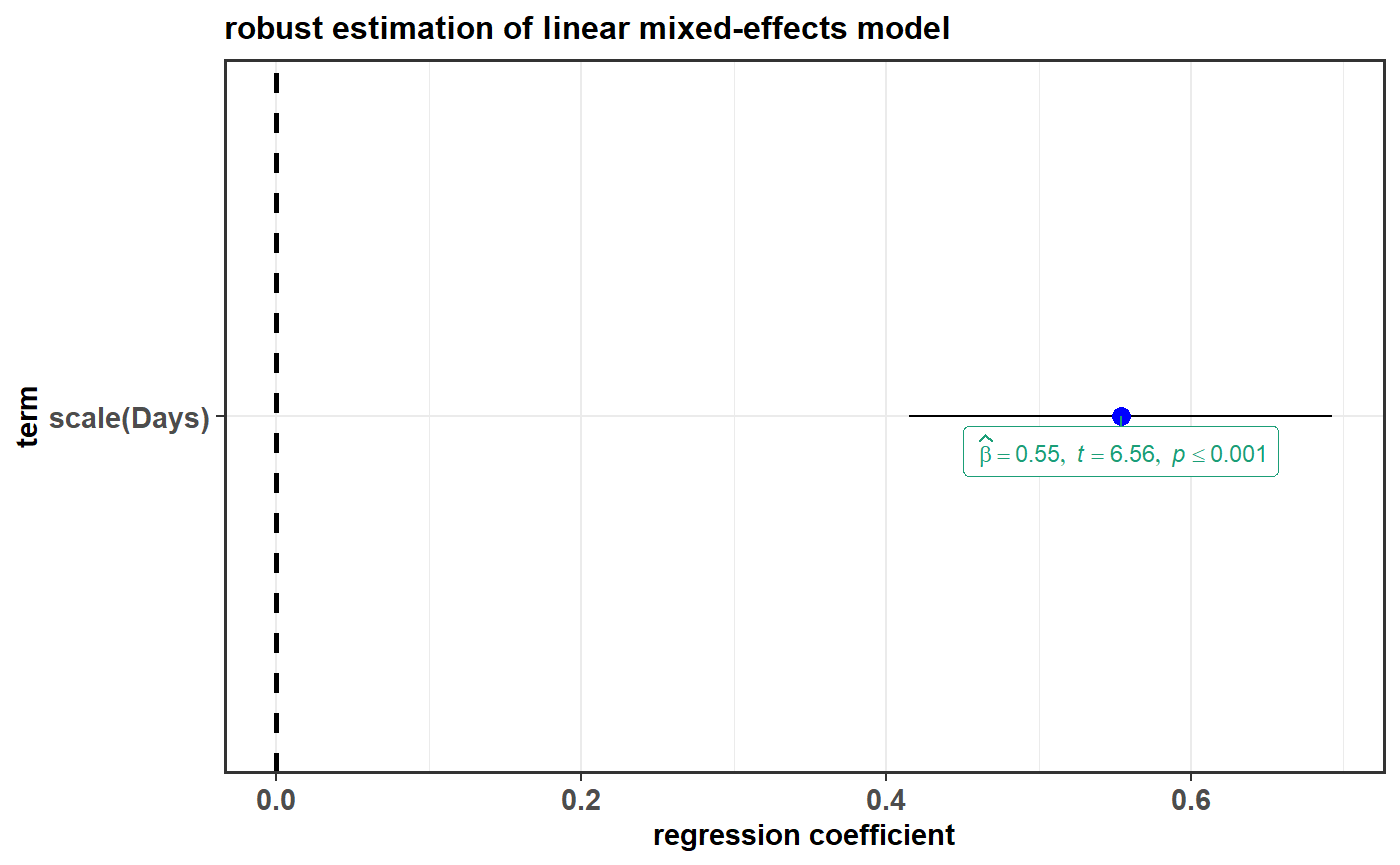 robust estimation of linear mixed-effects model
term
scale(Days)
β̂ = 0.55, t = 6.56, p ≤ 0.001
0.0 0.2 0.4 0.6
regression coefficient